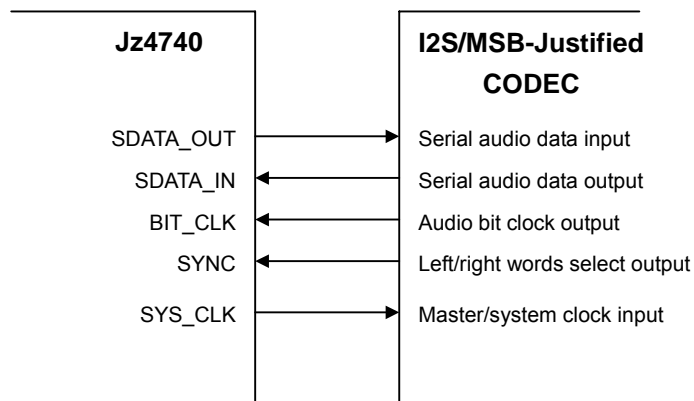 Jz4740
I2S/MSB-Justified
CODEC
SDATA_OUT Serial audio data input
SDATA_IN Serial audio data output
BIT_CLK Audio bit clock output
SYNC Left/right words select output
SYS_CLK Master/system clock input